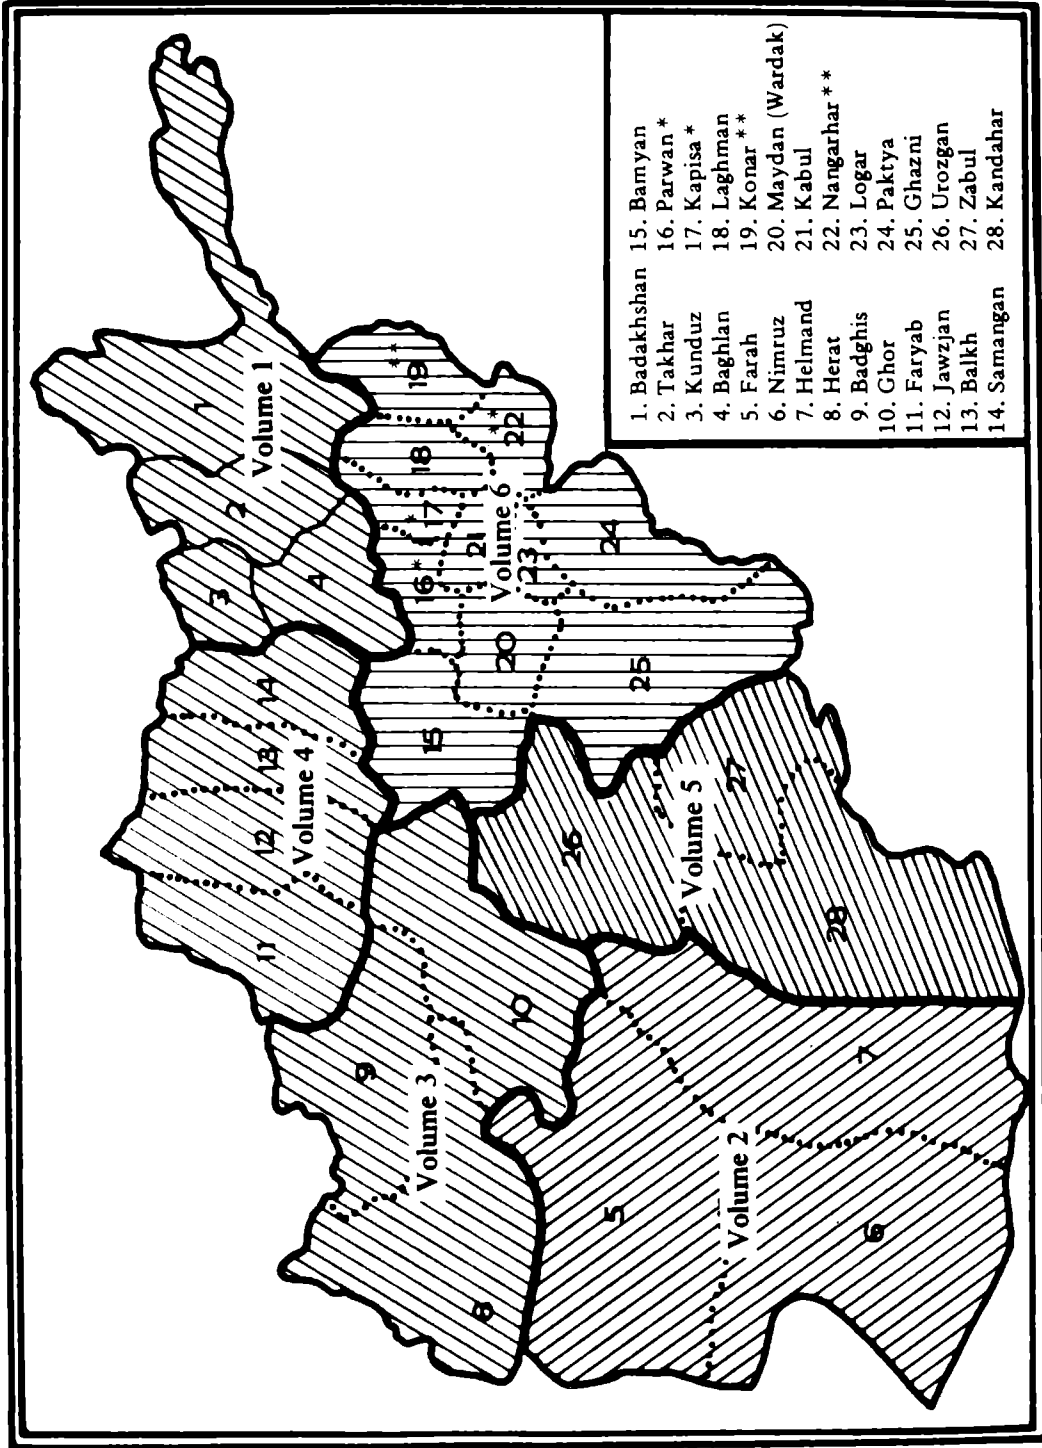 Volume 1
1
2
3
4
Volume 4
11
12
13
14
Volume 3
8
9
10
Volume 6
15
16*
17*
18
19**
20
21
22**
23
24
25
Volume 5
26
27
28
Volume 2
5
6
7
1. Badakhshan 15. Bamyan
2. Takhar 16. Parwan *
3. Kunduz 17. Kapisa *
4. Baghlan 18. Laghman
5. Farah 19. Konar **
6. Nimruz 20. Maydan (Wardak)
7. Helmand 21. Kabul
8. Herat 22. Nangarhar **
9. Badghis 23. Logar
10. Ghor 24. Paktya
11. Faryab 25. Ghazni
12. Jawzjan 26. Urozgan
13. Balkh 27. Zabul
14. Samangan 28. Kandahar